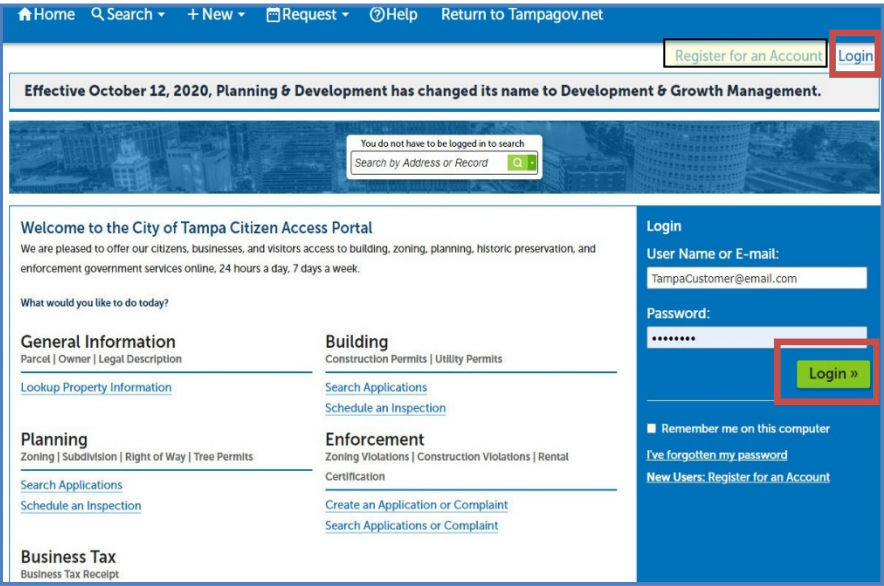 Home Search + New Request Help Return to Tampagov.net
Register for an Account Login
Effective October 12, 2020, Planning & Development has changed its name to Development & Growth Management.
You do not have to be logged in to search
Search by Address or Record
Welcome to the City of Tampa Citizen Access Portal
We are pleased to offer our citizens, businesses, and visitors access to building, zoning, planning, historic preservation, and
enforcement government services online, 24 hours a day, 7 days a week.
What would you like to do today?
General Information
Parcel | Owner | Legal Description
Lookup Property Information
Building
Construction Permits | Utility Permits
Search Applications
Schedule an Inspection
Planning
Zoning | Subdivision | Right of Way | Tree Permits
Search Applications
Schedule an Inspection
Enforcement
Zoning Violations | Construction Violations | Rental
Certification
Create an Application or Complaint
Search Applications or Complaint
Business Tax
Business Tax Receipt
Login
User Name or E-mail:
TampaCustomer@email.com
Password:
••••••••
Login »
Remember me on this computer
I've forgotten my password
New Users: Register for an Account